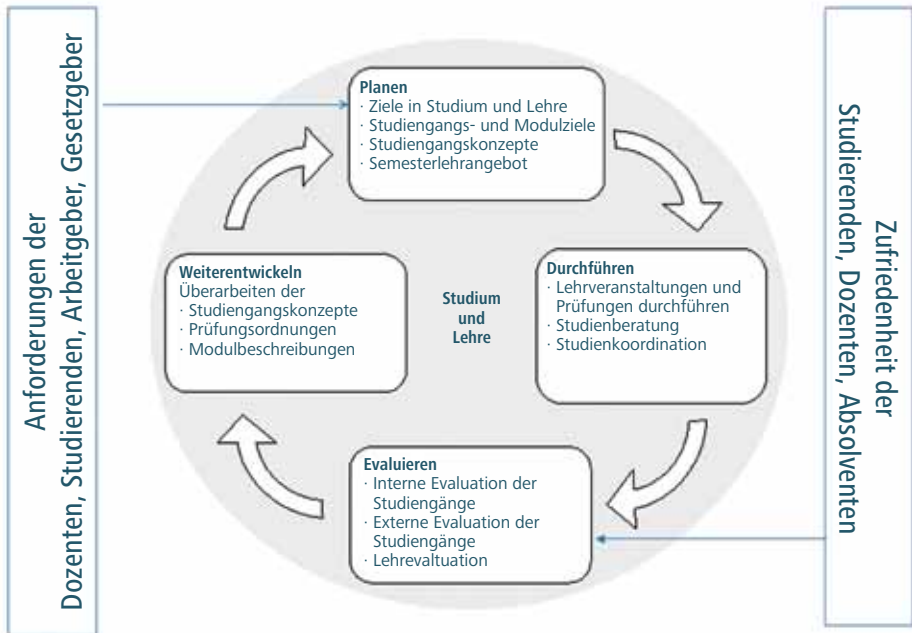 Anforderungen der
Dozenten, Studierenden, Arbeitgeber, Gesetzgeber
Planen
· Ziele in Studium und Lehre
· Studiengangs- und Modulziele
· Studiengangskonzepte
· Semesterlehrangebot
Weiterentwickeln
Überarbeiten der
· Studiengangskonzepte
· Prüfungsordnungen
· Modulbeschreibungen
Studium
und
Lehre
Durchführen
· Lehrveranstaltungen und
Prüfungen durchführen
· Studienberatung
· Studienkoordination
Evaluieren
· Interne Evaluation der
Studiengänge
· Externe Evaluation der
Studiengänge
· Lehrevaltuation
Zufriedenheit der
Studierenden, Dozenten, Absolventen